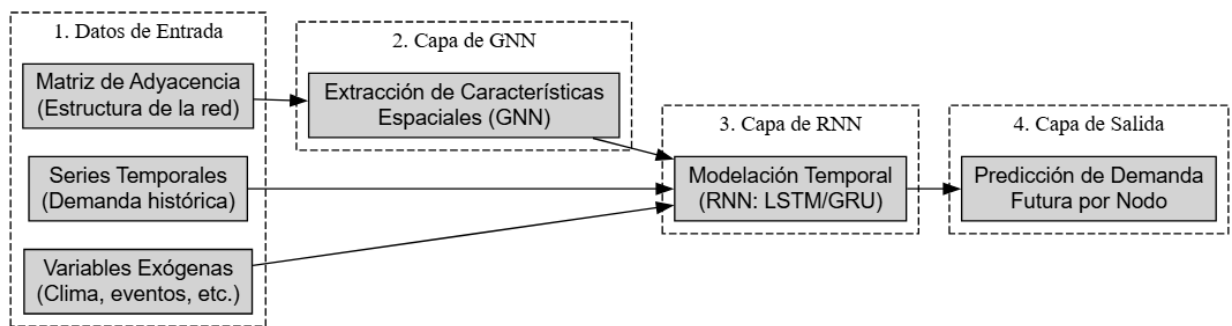 1. Datos de Entrada
Matriz de Adyacencia
(Estructura de la red)
Series Temporales
(Demanda histórica)
Variables Exógenas
(Clima, eventos, etc.)
2. Capa de GNN
Extracción de Características
Espaciales (GNN)
3. Capa de RNN
Modelación Temporal
(RNN: LSTM/GRU)
4. Capa de Salida
Predicción de Demanda
Futura por Nodo